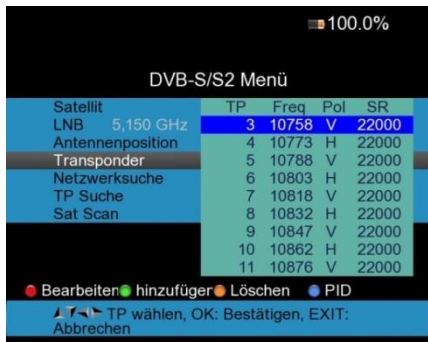 100.0%
DVB-S/S2 Menü
Satellit
LNB 5,150 GHz
Antennenposition
Transponder
Netzwerksuche
TP Suche
Sat Scan
TP Freq Pol SR
3 10758 V 22000
4 10773 H 22000
5 10788 V 22000
6 10803 H 22000
7 10818 V 22000
8 10832 H 22000
9 10847 V 22000
10 10862 H 22000
11 10876 V 22000
Bearbeiten hinzufüger Löschen PID
TP wählen, OK: Bestätigen, EXIT:
Abbrechen